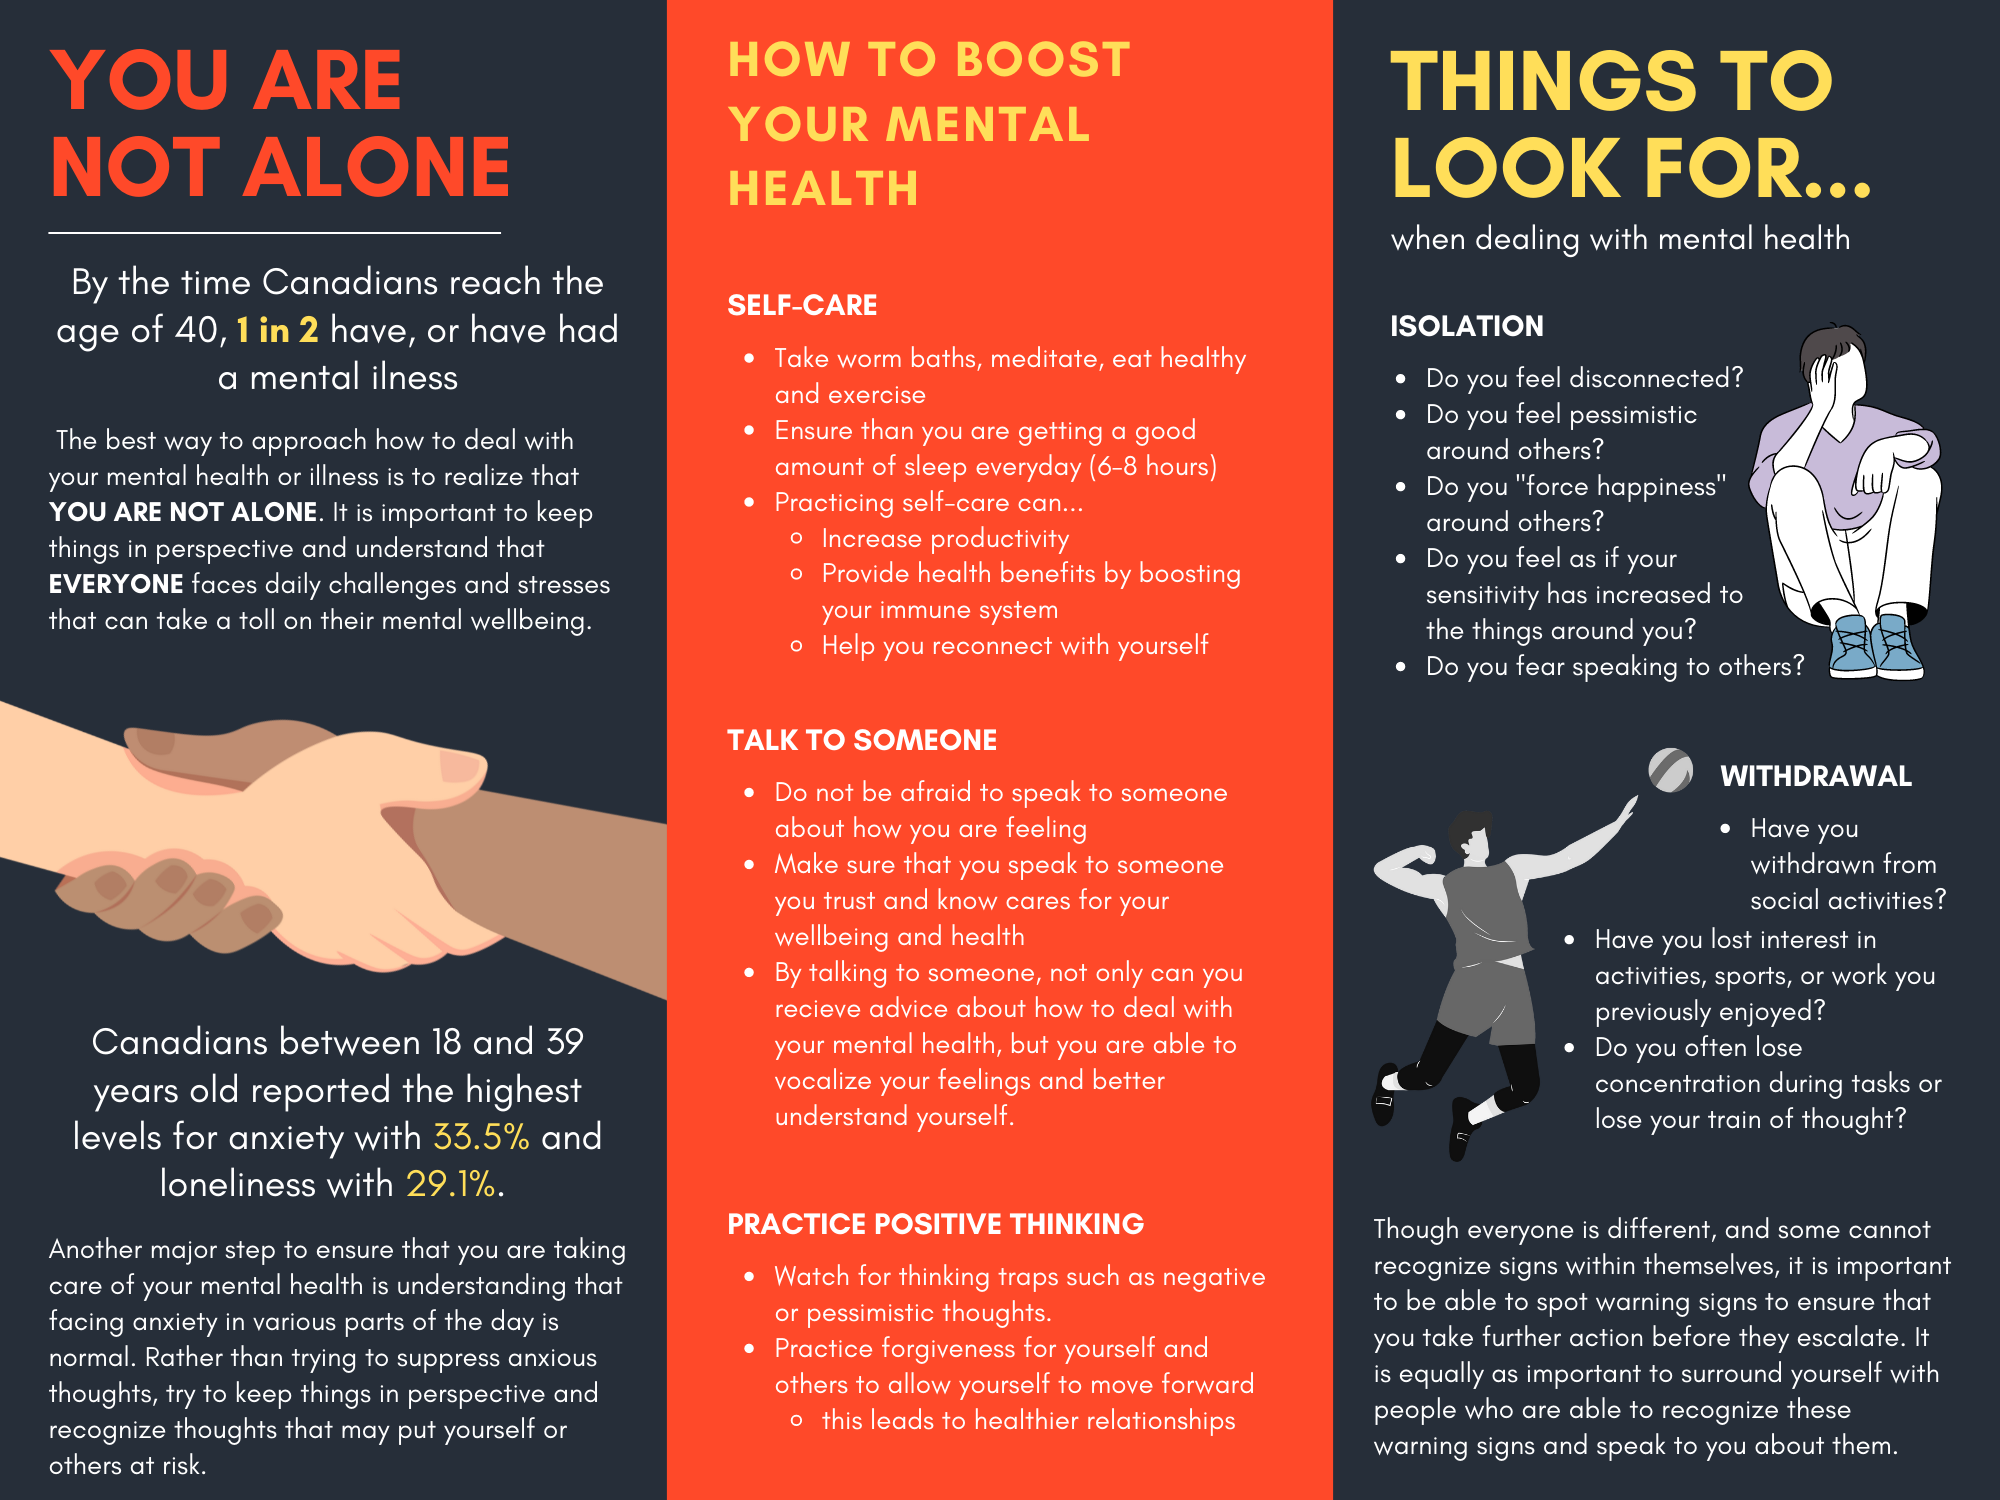 YOU ARE
NOT ALONE
By the time Canadians reach the
age of 40, 1 in 2 have, or have had
a mental ilness
The best way to approach how to deal with
your mental health or illness is to realize that
YOU ARE NOT ALONE. It is important to keep
things in perspective and understand that
EVERYONE faces daily challenges and stresses
that can take a toll on their mental wellbeing.
Canadians between 18 and 39
years old reported the highest
levels for anxiety with 33.5% and
loneliness with 29.1%.
Another major step to ensure that you are taking
care of your mental health is understanding that
facing anxiety in various parts of the day is
normal. Rather than trying to suppress anxious
thoughts, try to keep things in perspective and
recognize thoughts that may put yourself or
others at risk.
HOW TO BOOST
YOUR MENTAL
HEALTH
SELF-CARE
• Take worm baths, meditate, eat healthy
and exercise
• Ensure than you are getting a good
amount of sleep everyday (6-8 hours)
• Practicing self-care can...
○ Increase productivity
○ Provide health benefits by boosting
your immune system
○ Help you reconnect with yourself
TALK TO SOMEONE
• Do not be afraid to speak to someone
about how you are feeling
• Make sure that you speak to someone
you trust and know cares for your
wellbeing and health
• By talking to someone, not only can you
recieve advice about how to deal with
your mental health, but you are able to
vocalize your feelings and better
understand yourself.
PRACTICE POSITIVE THINKING
• Watch for thinking traps such as negative
or pessimistic thoughts.
• Practice forgiveness for yourself and
others to allow yourself to move forward
○ this leads to healthier relationships
THINGS TO
LOOK FOR...
when dealing with mental health
ISOLATION
• Do you feel disconnected?
• Do you feel pessimistic
around others?
• Do you "force happiness"
around others?
• Do you feel as if your
sensitivity has increased to
the things around you?
• Do you fear speaking to others?
WITHDRAWAL
• Have you
withdrawn from
social activities?
• Have you lost interest in
activities, sports, or work you
previously enjoyed?
• Do you often lose
concentration during tasks or
lose your train of thought?
Though everyone is different, and some cannot
recognize signs within themselves, it is important
to be able to spot warning signs to ensure that
you take further action before they escalate. It
is equally as important to surround yourself with
people who are able to recognize these
warning signs and speak to you about them.